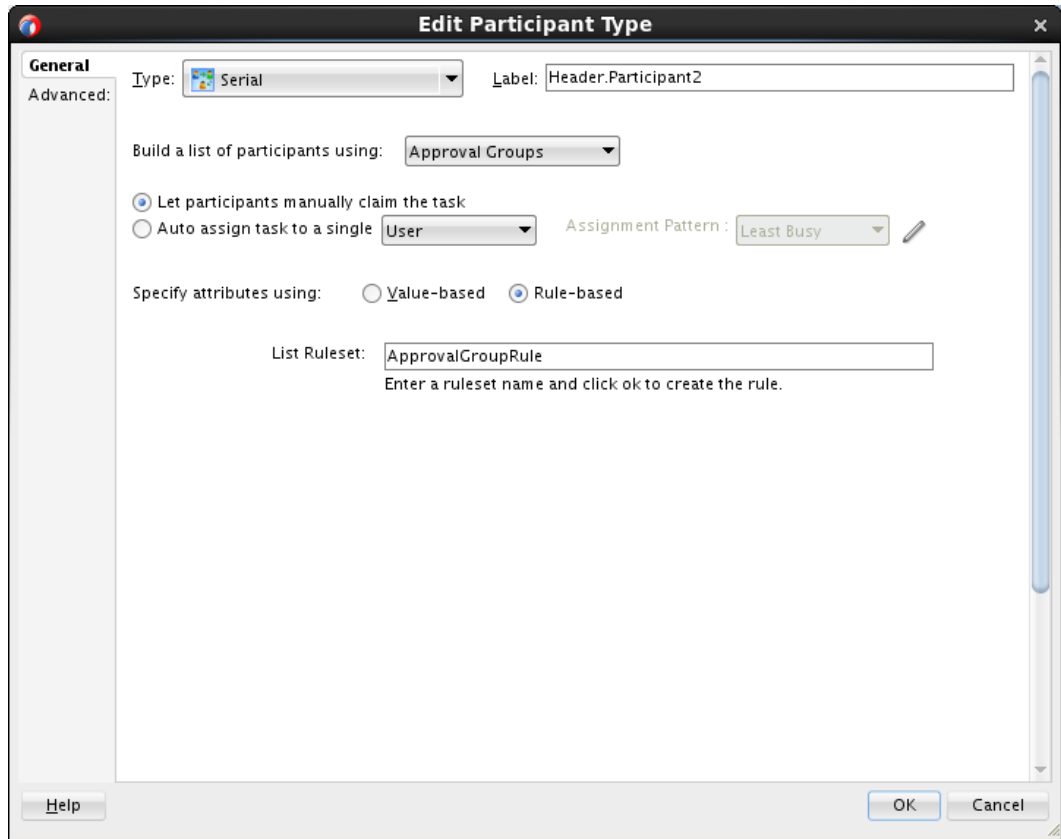 Edit Participant Type
General
Advanced:
Type: Serial Label: Header.Participant2
Build a list of participants using: Approval Groups
Let participants manually claim the task
Auto assign task to a single User Assignment Pattern : Least Busy
Specify attributes using: Value-based Rule-based
List Ruleset: ApprovalGroupRule
Enter a ruleset name and click ok to create the rule.
Help OK Cancel